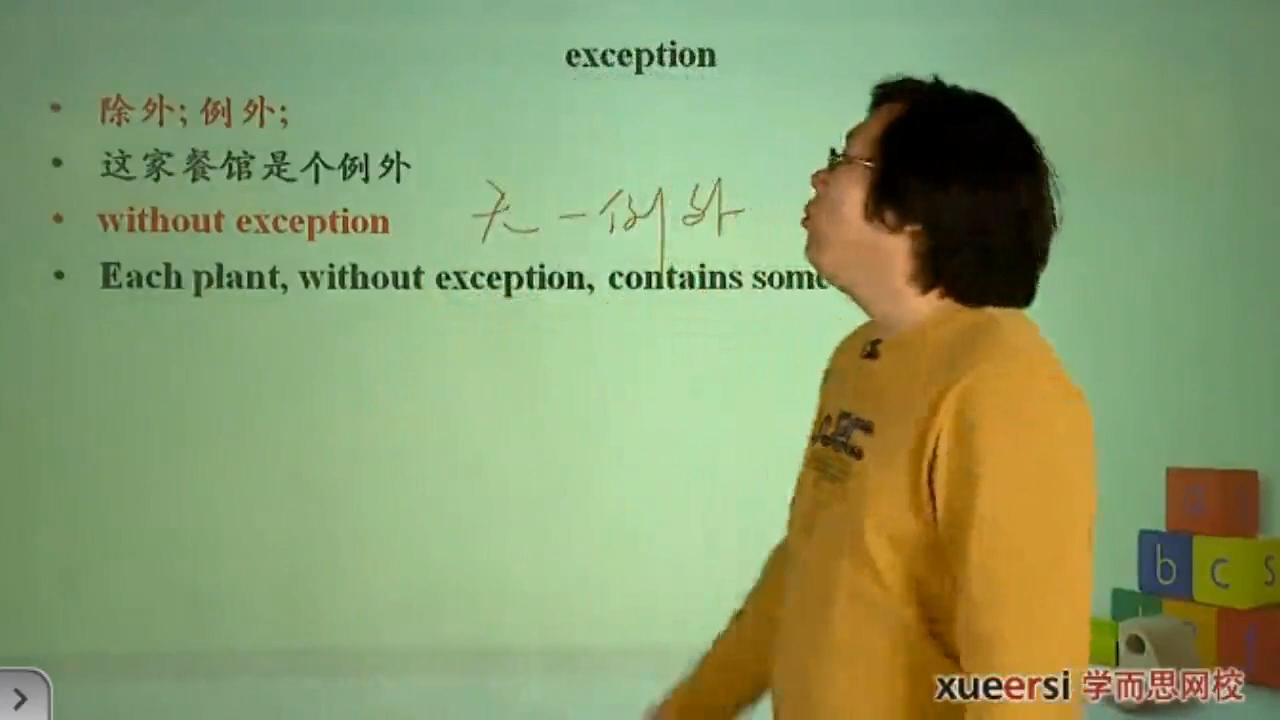 exception
• 除外; 例外;
• 这家餐馆是个例外
• without exception 无一例外
• Each plant, without exception, contains some
a
b c s
f
xueersi 学而思网校